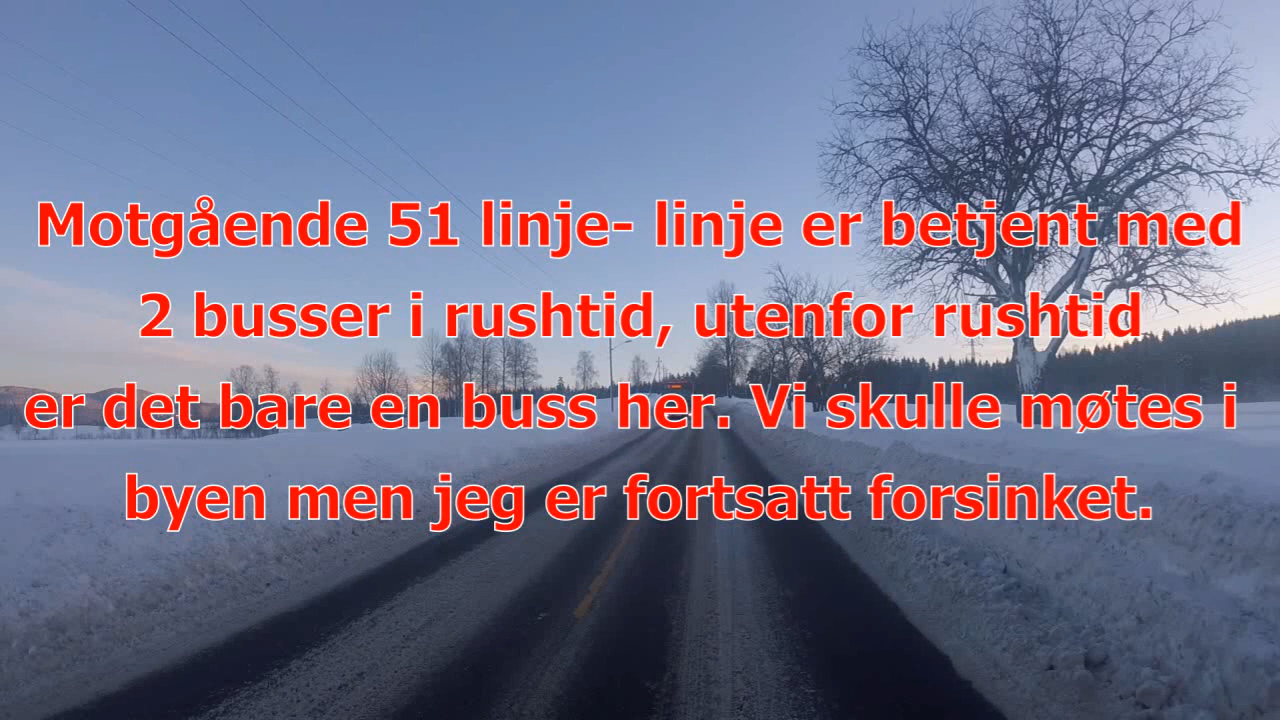 Motgående 51 linje- linje er betjent med
2 busser i rushtid, utenfor rushtid
er det bare en buss her. Vi skulle møtes i
byen men jeg er fortsatt forsinket.